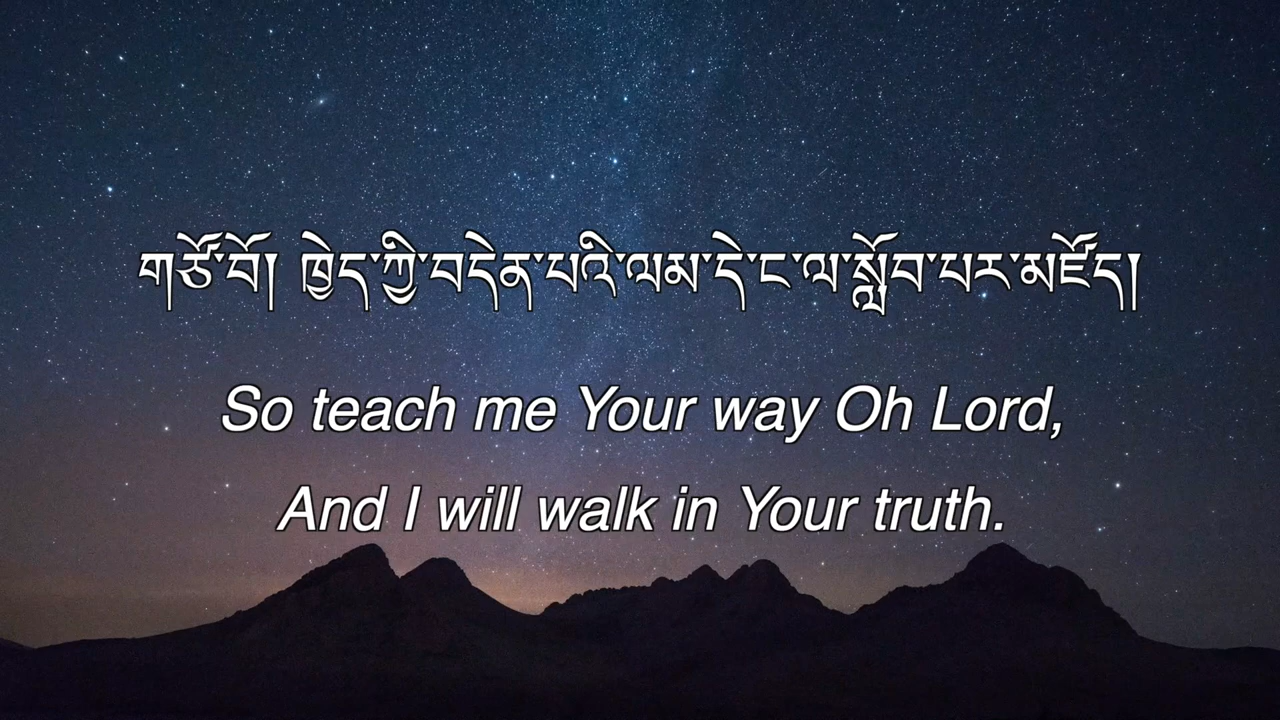 གཙོ་བོ། ཁྱེད་ཀྱི་བདེན་པའི་ལམ་དེ་ང་ལ་སློབ་པར་མཛོད།
So teach me Your way Oh Lord,
And I will walk in Your truth.